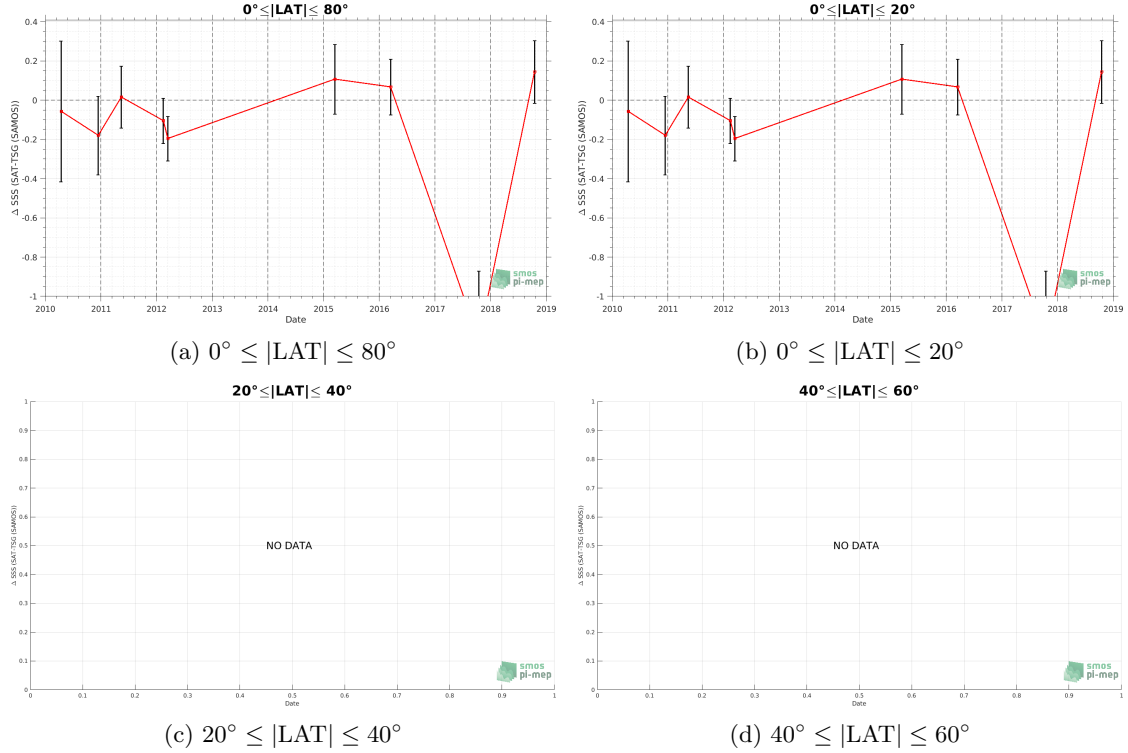 0°≤|LAT|≤ 80°
Δ SSS (SAT-TSG (SAMOS))
0.4
0.2
0
-0.2
-0.4
-0.6
-0.8
-1
2010 2011 2012 2013 2014 2015 2016 2017 2018 2019
Date
smos
pi-mep
(a) 0° ≤ |LAT| ≤ 80°
0°≤|LAT|≤ 20°
Δ SSS (SAT-TSG (SAMOS))
0.4
0.2
0
-0.2
-0.4
-0.6
-0.8
-1
2010 2011 2012 2013 2014 2015 2016 2017 2018 2019
Date
smos
pi-mep
(b) 0° ≤ |LAT| ≤ 20°
20°≤|LAT|≤ 40°
Δ SSS (SAT-TSG (SAMOS))
1
0.9
0.8
0.7
0.6
0.5
0.4
0.3
0.2
0.1
0
NO DATA
0 0.1 0.2 0.3 0.4 0.5 0.6 0.7 0.8 0.9 1
Date
smos
pi-mep
(c) 20° ≤ |LAT| ≤ 40°
40°≤|LAT|≤ 60°
Δ SSS (SAT-TSG (SAMOS))
1
0.9
0.8
0.7
0.6
0.5
0.4
0.3
0.2
0.1
0
NO DATA
0 0.1 0.2 0.3 0.4 0.5 0.6 0.7 0.8 0.9 1
Date
smos
pi-mep
(d) 40° ≤ |LAT| ≤ 60°